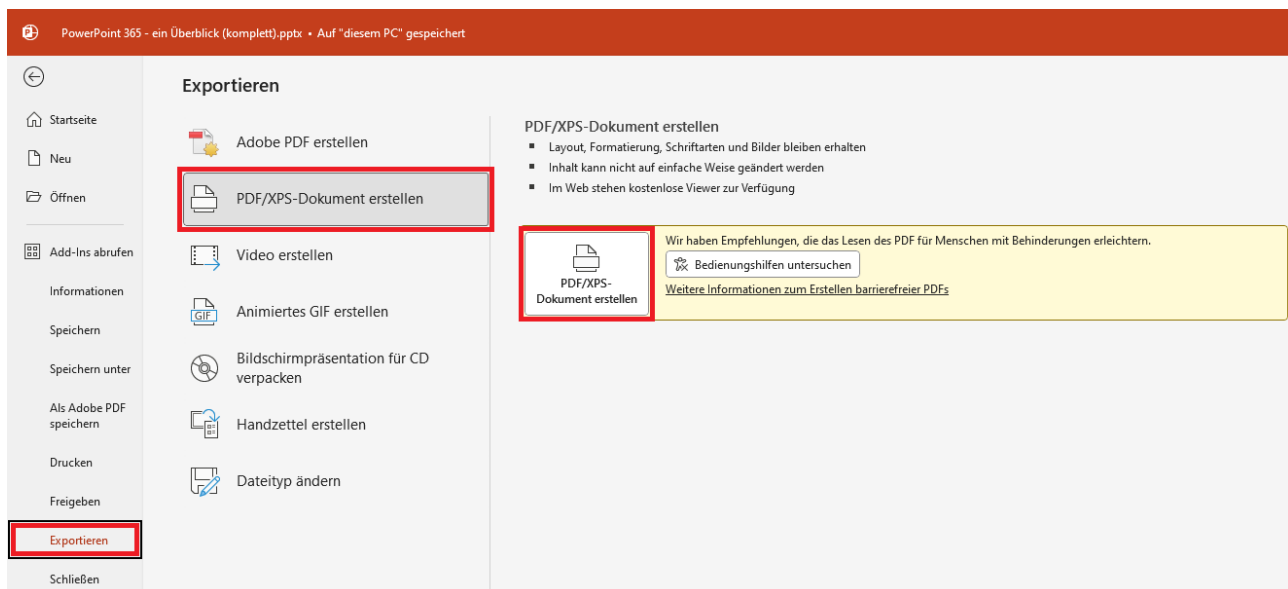 PowerPoint 365 - ein Überblick (komplett).pptx • Auf "diesem PC" gespeichert
Startseite
Neu
Öffnen
Add-Ins abrufen
Informationen
Speichern
Speichern unter
Als Adobe PDF
speichern
Drucken
Freigeben
Exportieren
Schließen
Exportieren
Adobe PDF erstellen
PDF/XPS-Dokument erstellen
Video erstellen
GIF
Animiertes GIF erstellen
Bildschirmpräsentation für CD
verpacken
Handzettel erstellen
Dateityp ändern
PDF/XPS-Dokument erstellen
▪ Layout, Formatierung, Schriftarten und Bilder bleiben erhalten
▪ Inhalt kann nicht auf einfache Weise geändert werden
▪ Im Web stehen kostenlose Viewer zur Verfügung
PDF/XPS-
Dokument erstellen
Wir haben Empfehlungen, die das Lesen des PDF für Menschen mit Behinderungen erleichtern.
Bedienungshilfen untersuchen
Weitere Informationen zum Erstellen barrierefreier PDFs